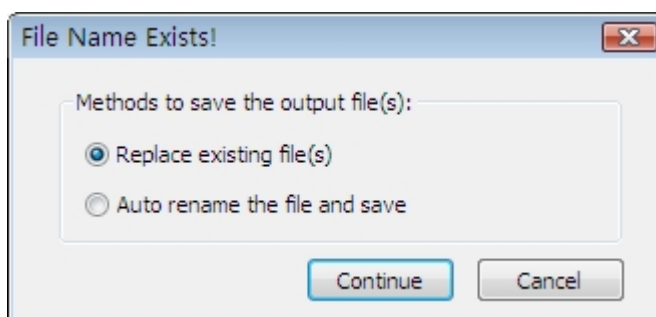 File Name Exists!
Methods to save the output file(s):
Replace existing file(s)
Auto rename the file and save
Continue
Cancel